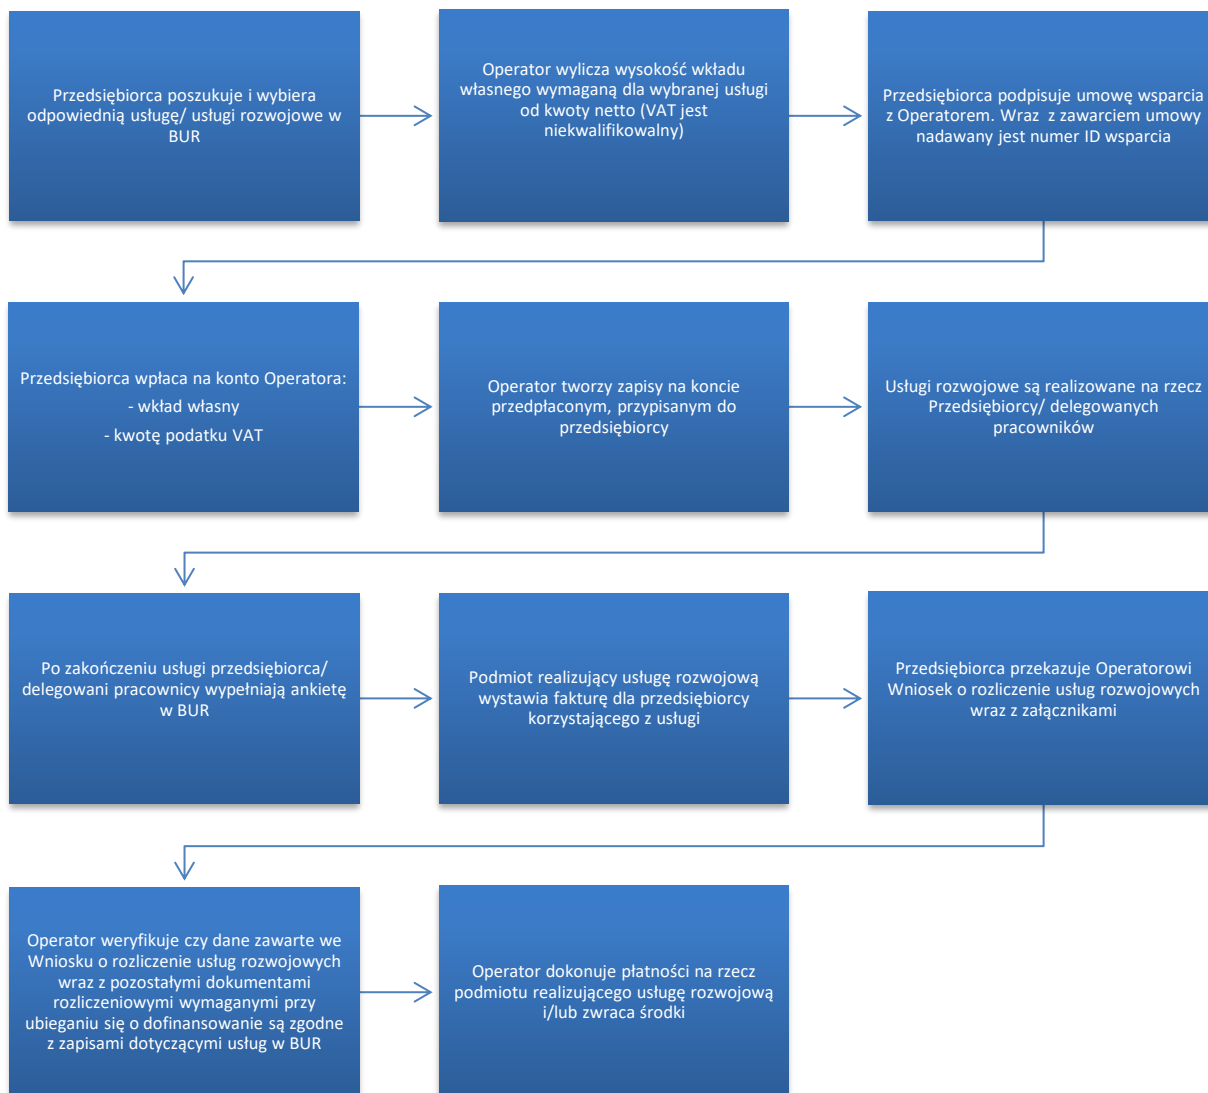 Przedsiębiorca poszukuje i wybiera
odpowiednią usługę/ usługi rozwojowe w
BUR
Operator wylicza wysokość wkładu
własnego wymaganą dla wybranej usługi
od kwoty netto (VAT jest
niekwalifikowalny)
Przedsiębiorca podpisuje umowę wsparcia
z Operatorem. Wraz z zawarciem umowy
nadawany jest numer ID wsparcia
Przedsiębiorca wpłaca na konto Operatora:
- wkład własny
- kwotę podatku VAT
Operator tworzy zapisy na koncie
przedpłaconym, przypisanym do
przedsiębiorcy
Usługi rozwojowe są realizowane na rzecz
Przedsiębiorcy/ delegowanych
pracowników
Po zakończeniu usługi przedsiębiorca/
delegowani pracownicy wypełniają ankietę
w BUR
Podmiot realizujący usługę rozwojową
wystawia fakturę dla przedsiębiorcy
korzystającego z usługi
Przedsiębiorca przekazuje Operatorowi
Wniosek o rozliczenie usług rozwojowych
wraz z załącznikami
Operator weryfikuje czy dane zawarte we
Wniosku o rozliczenie usług rozwojowych
wraz z pozostałymi dokumentami
rozliczeniowymi wymaganymi przy
ubieganiu się o dofinansowanie są zgodne
z zapisami dotyczącymi usług w BUR
Operator dokonuje płatności na rzecz
podmiotu realizującego usługę rozwojową
i/lub zwraca środki